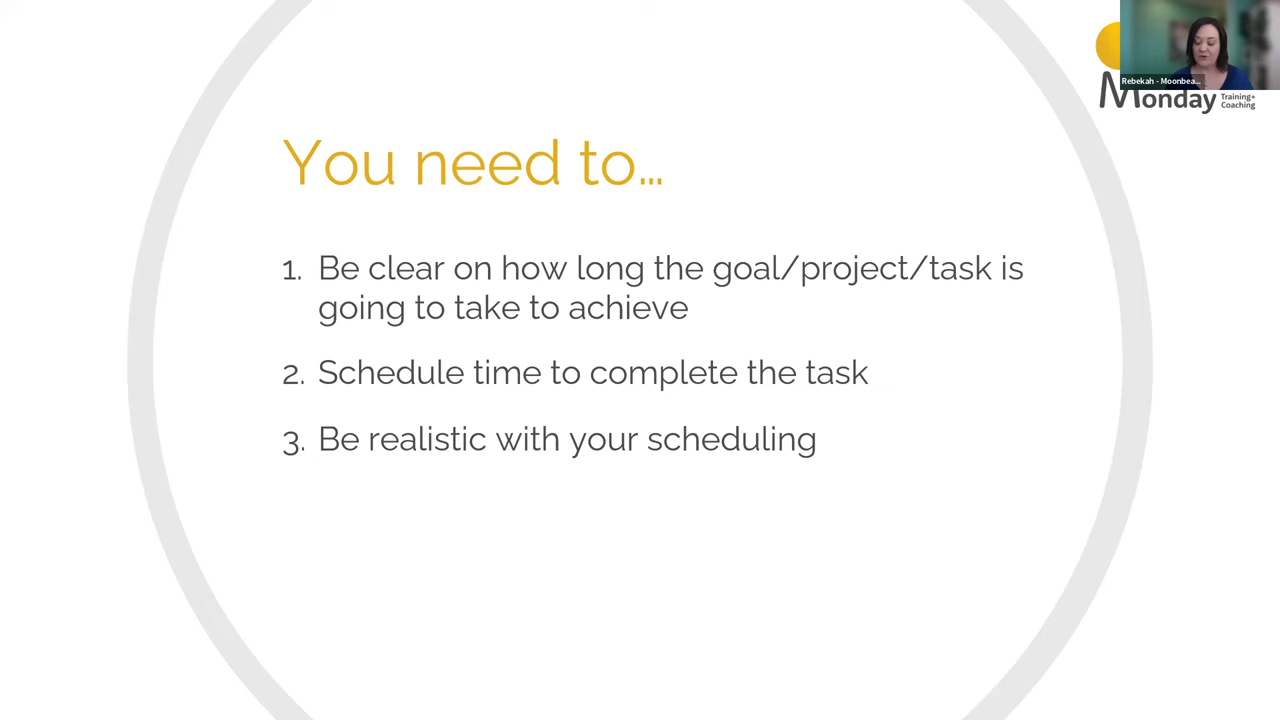 Rebekah - Moonbea...
Monday
Training+
Coaching
You need to...
1. Be clear on how long the goal/project/task is
going to take to achieve
2. Schedule time to complete the task
3. Be realistic with your scheduling